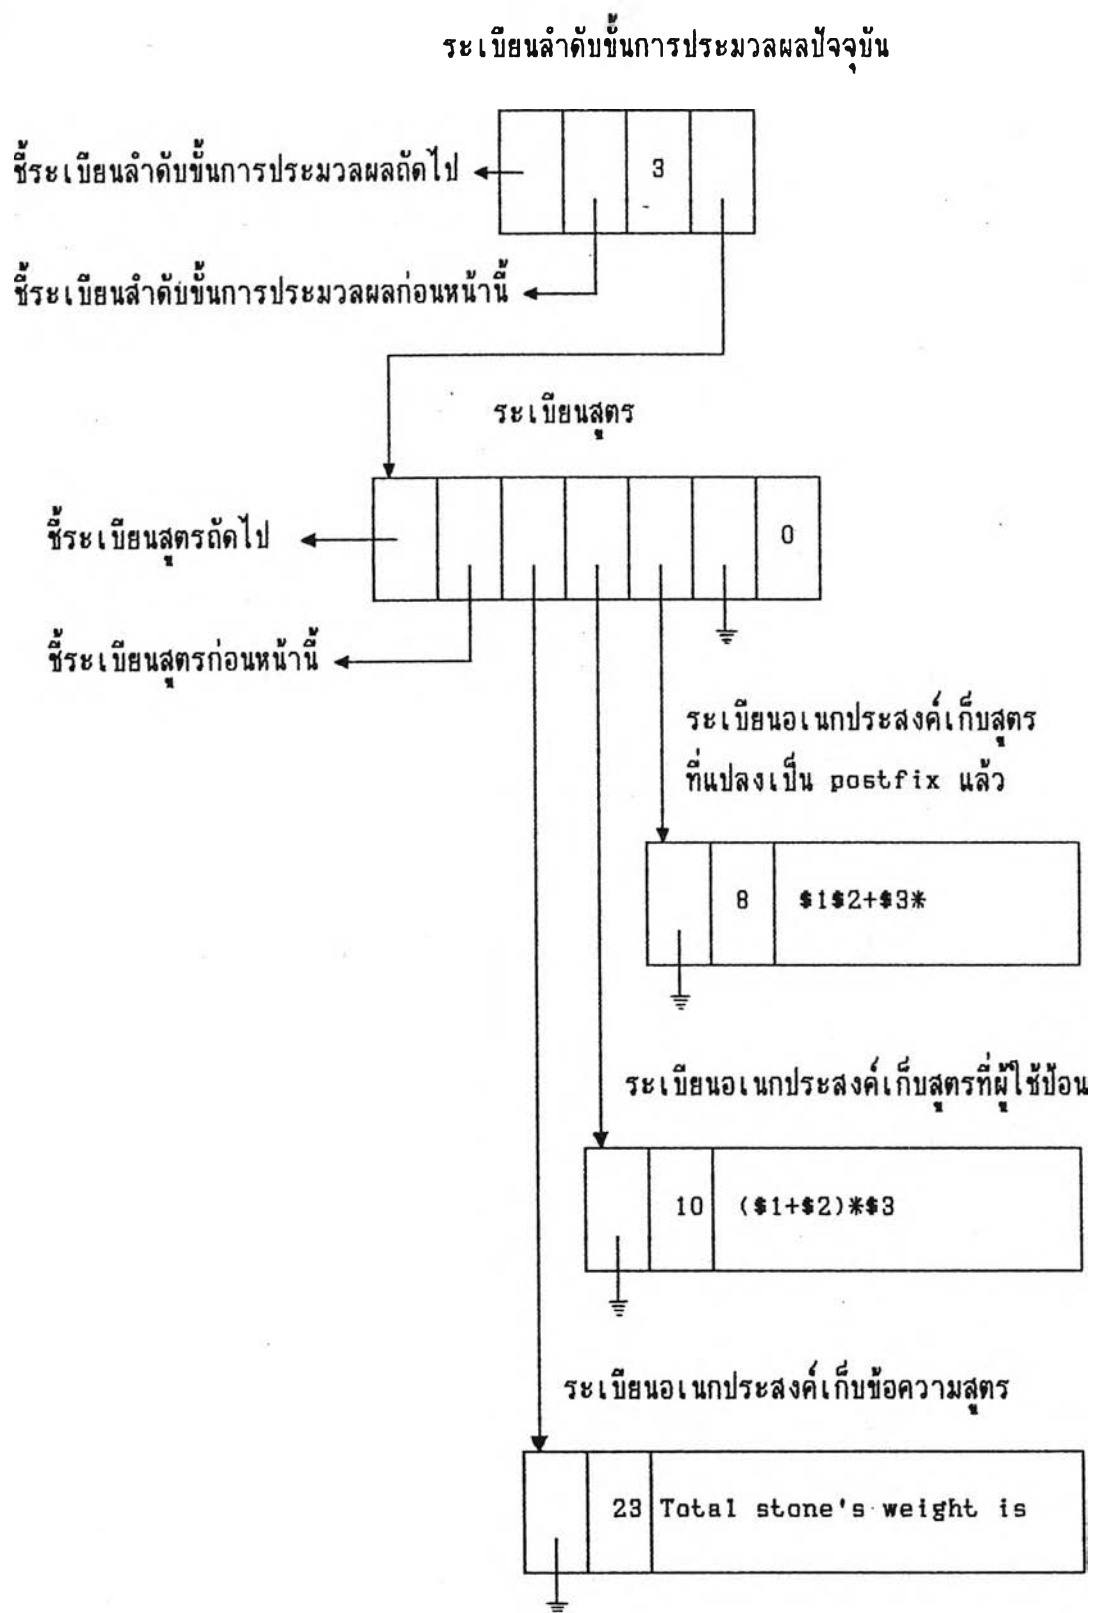 ระเบียนลำดับขั้นการประมวลผลปัจจุบัน
3
ชี้ระเบียนลำดับขั้นการประมวลผลถัดไป
ชี้ระเบียนลำดับขั้นการประมวลผลก่อนหน้านี้
ระเบียนสูตร
0
ชี้ระเบียนสูตรถัดไป
ชี้ระเบียนสูตรก่อนหน้านี้
ระเบียนอเนกประสงค์เก็บสูตร
ที่แปลงเป็น postfix แล้ว
8 $1$2+$3*
ระเบียนอเนกประสงค์เก็บสูตรที่ผู้ใช้ป้อน
10 ($1+$2)*$3
ระเบียนอเนกประสงค์เก็บข้อความสูตร
23 Total stone's weight is